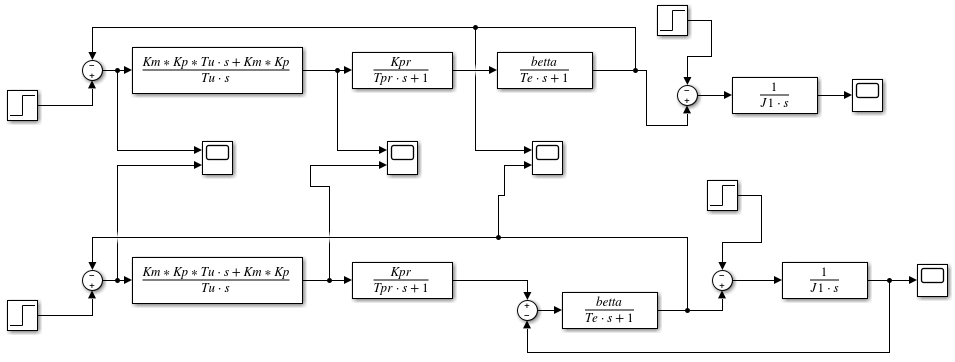 Km * Kp * Tu · s + Km * Kp
Tu · s
Kpr
Tpr · s + 1
betta
Te · s + 1
1
J1 · s
Km * Kp * Tu · s + Km * Kp
Tu · s
Kpr
Tpr · s + 1
betta
Te · s + 1
1
J1 · s